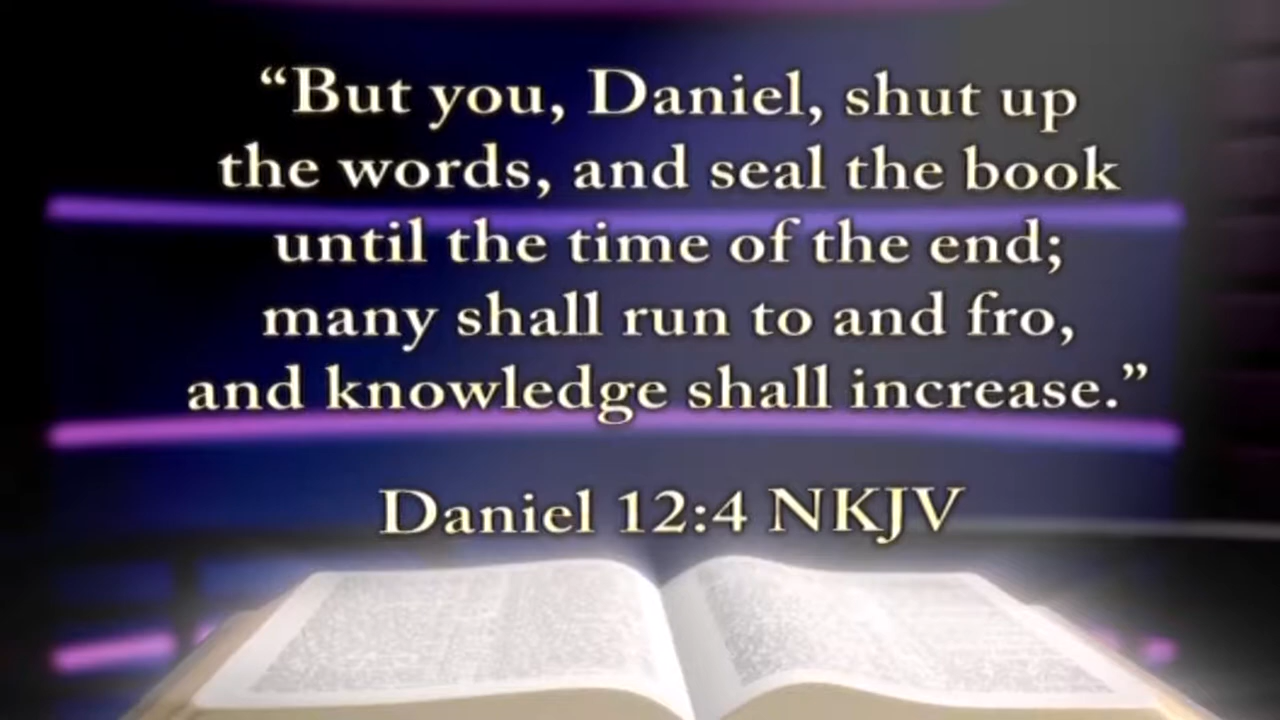 “But you, Daniel, shut up
the words, and seal the book
until the time of the end;
many shall run to and fro,
and knowledge shall increase.”
Daniel 12:4 NKJV